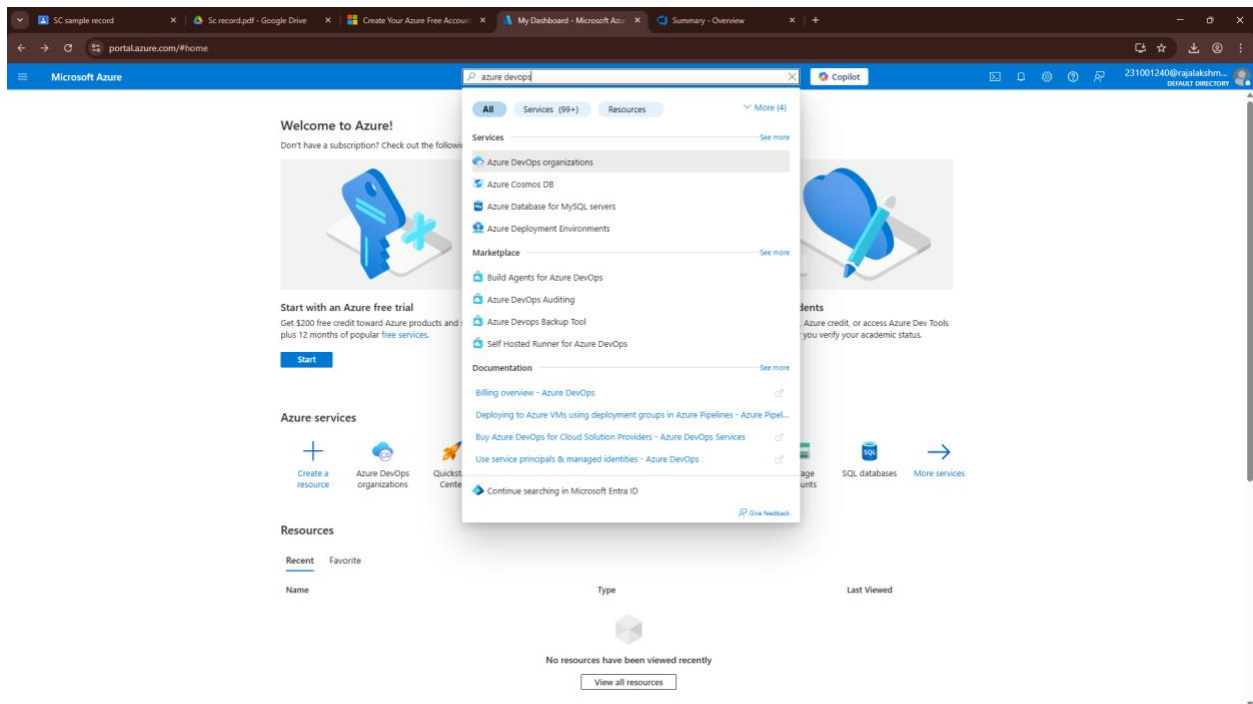 SC sample record
Sc record.pdf - Google Drive
Create Your Azure Free Accoun
My Dashboard - Microsoft Azu
Summary - Overview
portal.azure.com/#home
Microsoft Azure
azure devops
Copilot
231001240@rajalakshm...
DEFAULT DIRECTORY
All
Services (99+)
Resources
More (4)
Welcome to Azure!
Don't have a subscription? Check out the followi
Services
See more
Azure DevOps organizations
Azure Cosmos DB
Azure Database for MySQL servers
Azure Deployment Environments
Marketplace
See more
Build Agents for Azure DevOps
Azure DevOps Auditing
Azure Devops Backup Tool
Self Hosted Runner for Azure DevOps
Documentation
See more
Billing overview - Azure DevOps
Deploying to Azure VMs using deployment groups in Azure Pipelines - Azure Pipel...
Buy Azure DevOps for Cloud Solution Providers - Azure DevOps Services
Use service principals & managed identities - Azure DevOps
Continue searching in Microsoft Entra ID
Give feedback
Start with an Azure free trial
Get $200 free credit toward Azure products and
plus 12 months of popular free services.
Start
dents
, Azure credit, or access Azure Dev Tools
you verify your academic status.
Azure services
Create a
resource
Azure DevOps
organizations
Quickst
Cente
age
unts
SQL
SQL databases
More services
Resources
Recent
Favorite
Name
Type
Last Viewed
No resources have been viewed recently
View all resources